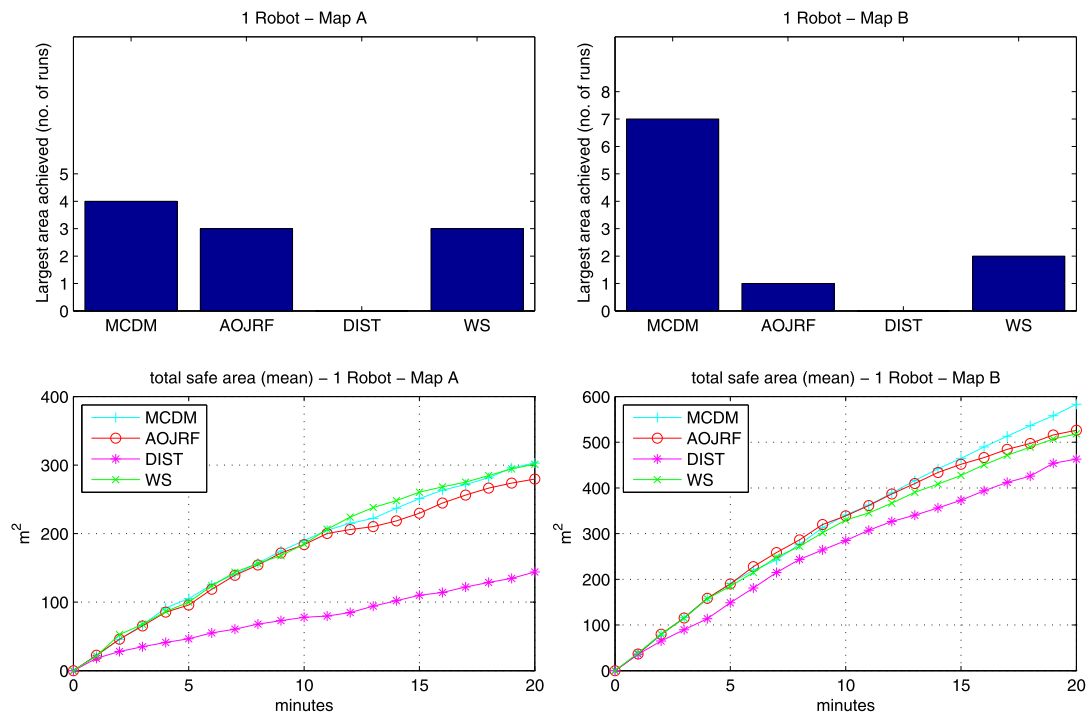 1 Robot − Map A
Largest area achieved (no. of runs)
5
4
3
2
1
0
MCDM AOJRF DIST WS
1 Robot − Map B
Largest area achieved (no. of runs)
8
7
6
5
4
3
2
1
0
MCDM AOJRF DIST WS
total safe area (mean) − 1 Robot − Map A
m²
400
300
200
100
0
MCDM
AOJRF
DIST
WS
0 5 10 15 20
minutes
total safe area (mean) − 1 Robot − Map B
m²
600
500
400
300
200
100
0
MCDM
AOJRF
DIST
WS
0 5 10 15 20
minutes